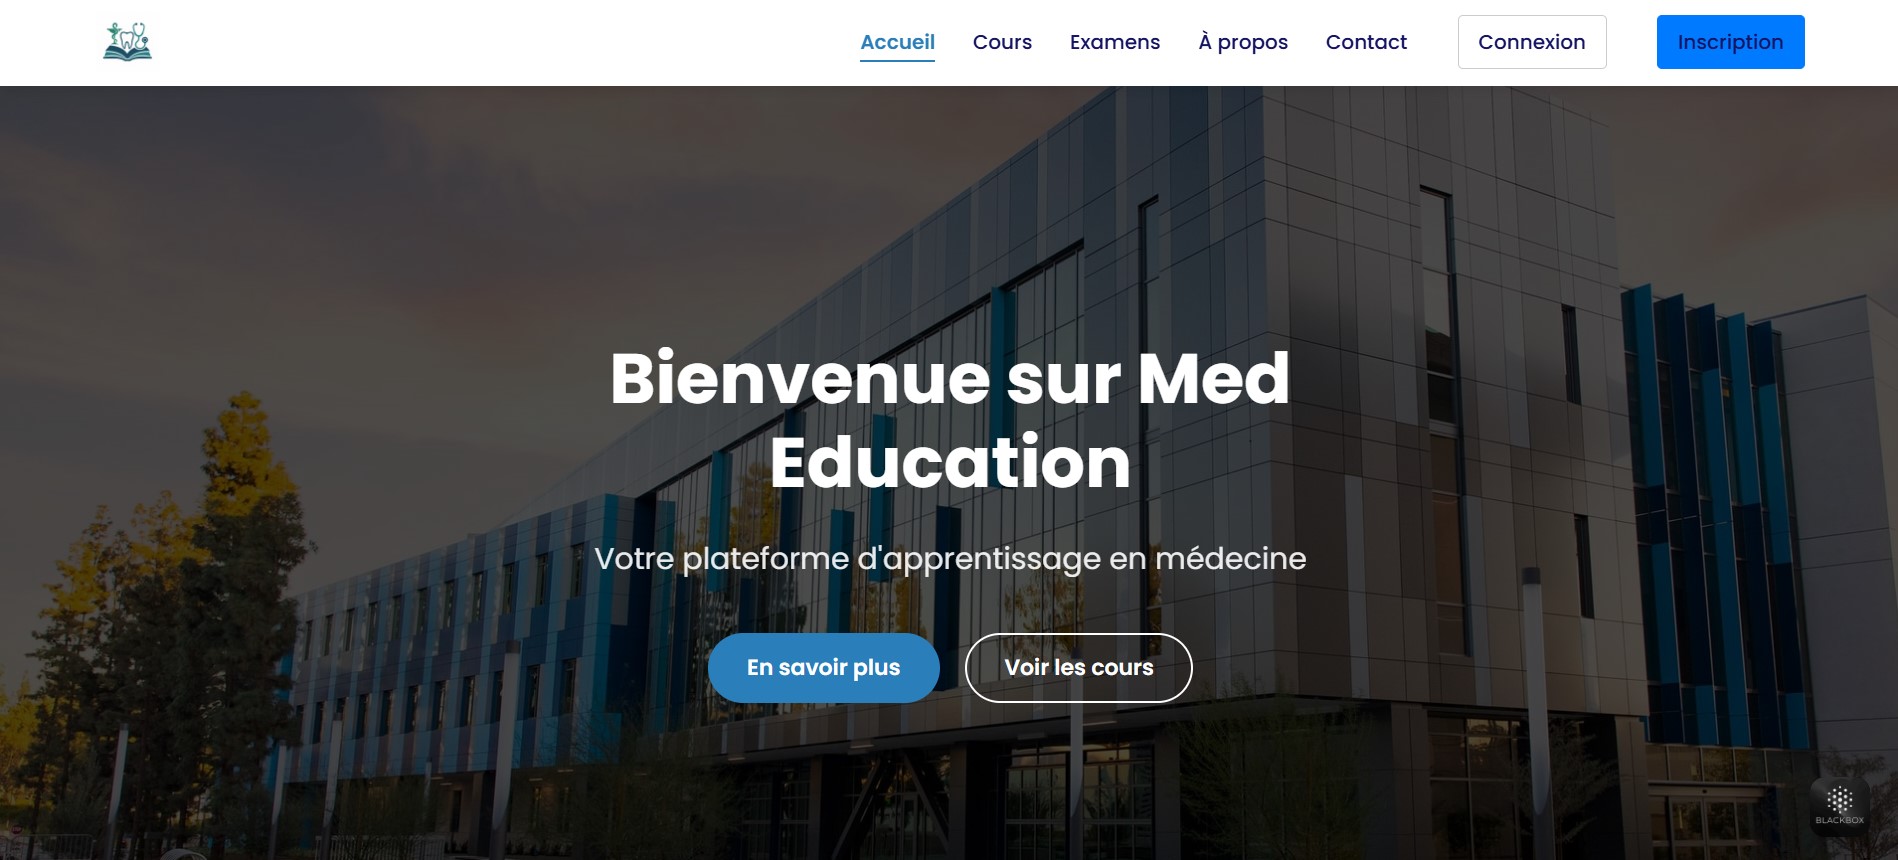 Accueil
Cours
Examens
À propos
Contact
Connexion
Inscription
Bienvenue sur Med
Education
Votre plateforme d'apprentissage en médecine
En savoir plus
Voir les cours
BLACKBOX